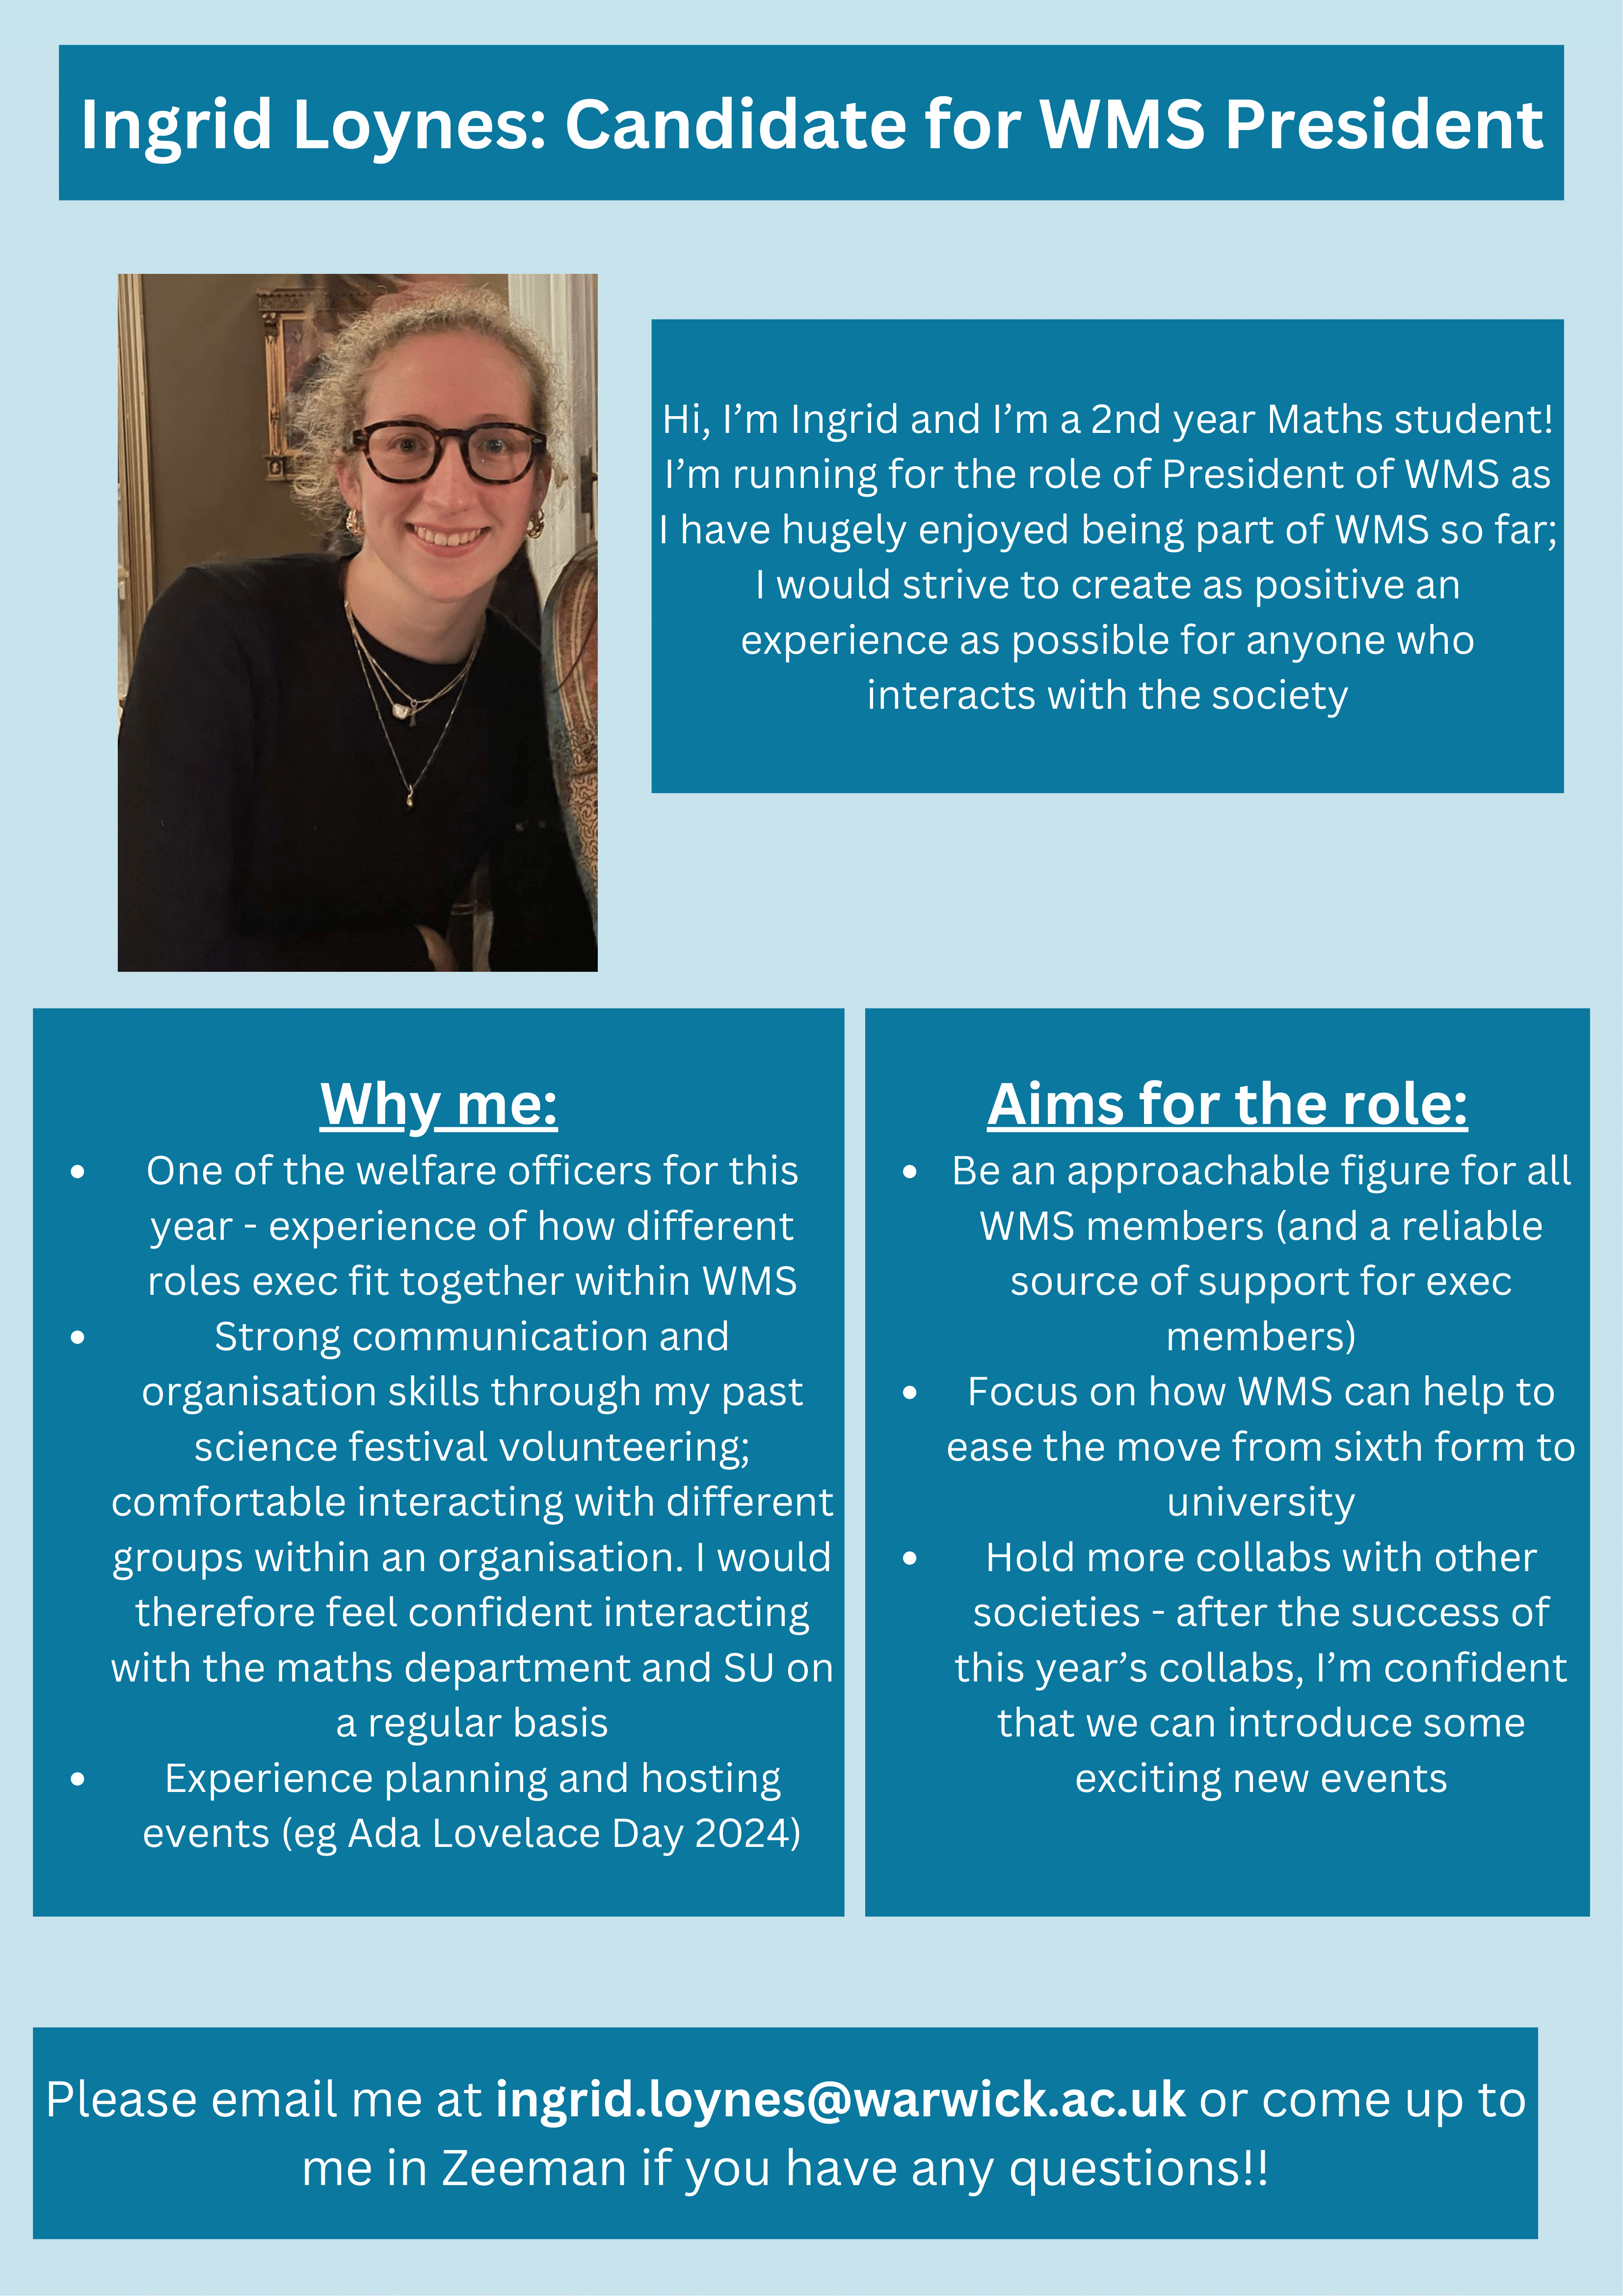 Ingrid Loynes: Candidate for WMS President
Hi, I’m Ingrid and I’m a 2nd year Maths student!
I’m running for the role of President of WMS as
I have hugely enjoyed being part of WMS so far;
I would strive to create as positive an
experience as possible for anyone who
interacts with the society
Why me:
• One of the welfare officers for this
year - experience of how different
roles exec fit together within WMS
• Strong communication and
organisation skills through my past
science festival volunteering;
comfortable interacting with different
groups within an organisation. I would
therefore feel confident interacting
with the maths department and SU on
a regular basis
• Experience planning and hosting
events (eg Ada Lovelace Day 2024)
Aims for the role:
• Be an approachable figure for all
WMS members (and a reliable
source of support for exec
members)
• Focus on how WMS can help to
ease the move from sixth form to
university
• Hold more collabs with other
societies - after the success of
this year’s collabs, I’m confident
that we can introduce some
exciting new events
Please email me at ingrid.loynes@warwick.ac.uk or come up to
me in Zeeman if you have any questions!!